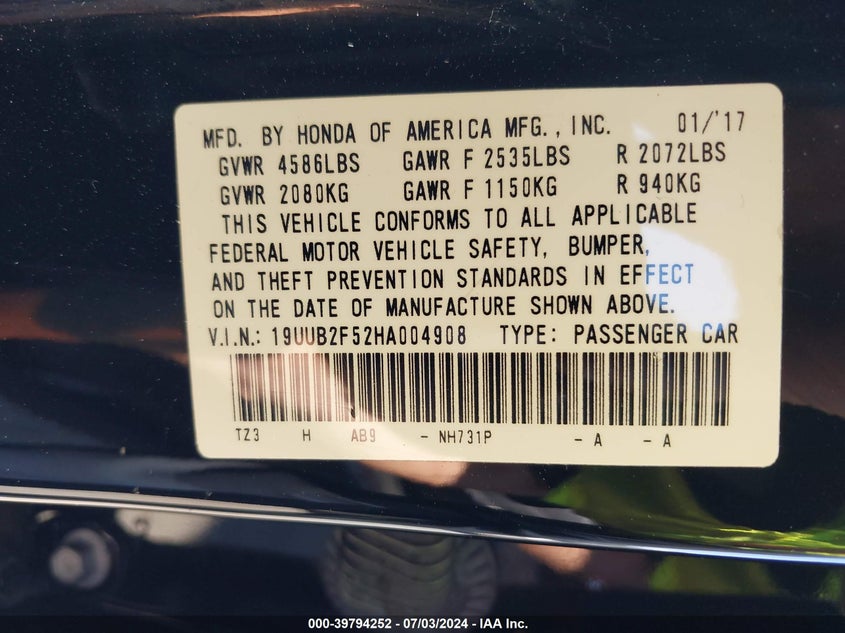 MFD. BY HONDA OF AMERICA MFG., INC. 01/'17
GVWR 4586LBS GAWR F 2535LBS R 2072LBS
GVWR 2080KG GAWR F 1150KG R 940KG
THIS VEHICLE CONFORMS TO ALL APPLICABLE
FEDERAL MOTOR VEHICLE SAFETY, BUMPER,
AND THEFT PREVENTION STANDARDS IN EFFECT
ON THE DATE OF MANUFACTURE SHOWN ABOVE.
V.I.N.: 19UUB2F52HA004908 TYPE: PASSENGER CAR
TZ3 H AB9 - NH731P - A - A
000-39794252 - 07/03/2024 - IAA Inc.